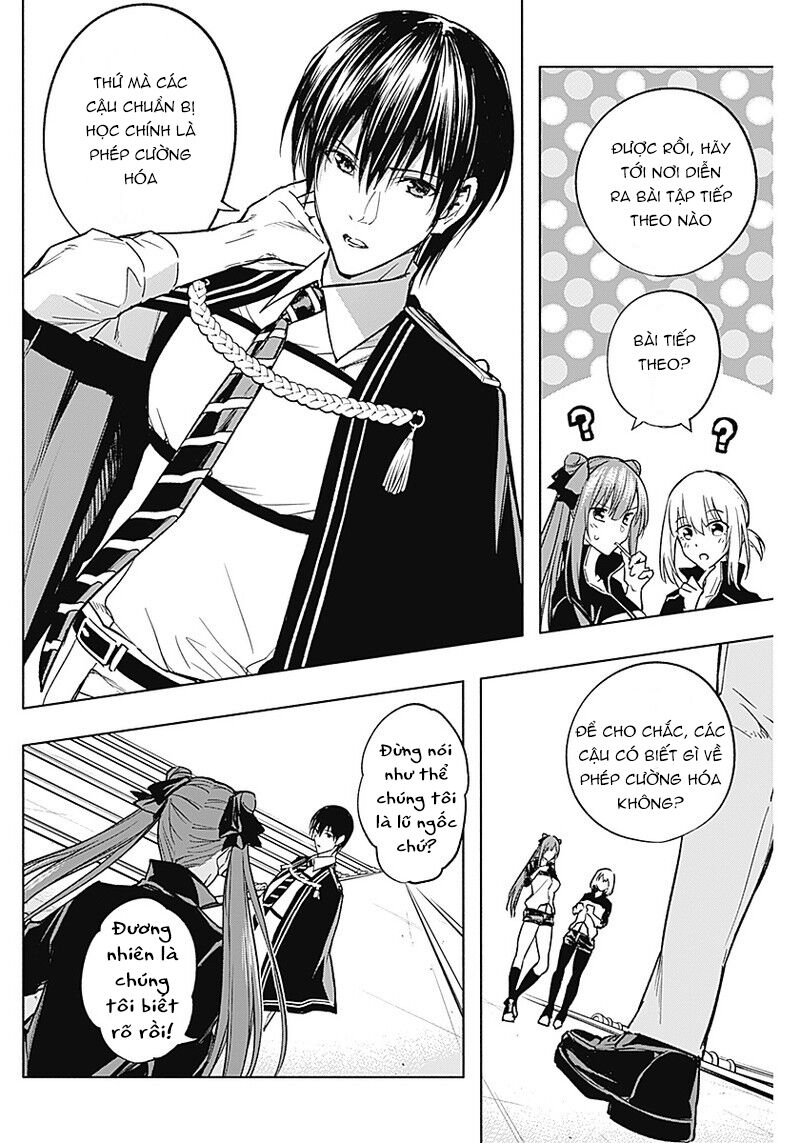 ĐƯỢC RỒI, HÃY
TỚI NƠI DIỄN
RA BÀI TẬP TIẾP
THEO NÀO
BÀI TIẾP
THEO?
?
?
THỨ MÀ CÁC
CẬU CHUẨN BỊ
HỌC CHÍNH LÀ
PHÉP CƯỜNG
HÓA
ĐỂ CHO CHẮC, CÁC
CẬU CÓ BIẾT GÌ VỀ
PHÉP CƯỜNG HÓA
KHÔNG?
Đừng nói
như thể
chúng tôi
là lũ ngốc
chứ?
Đương
nhiên là
chúng
tôi biết
rõ rồi!